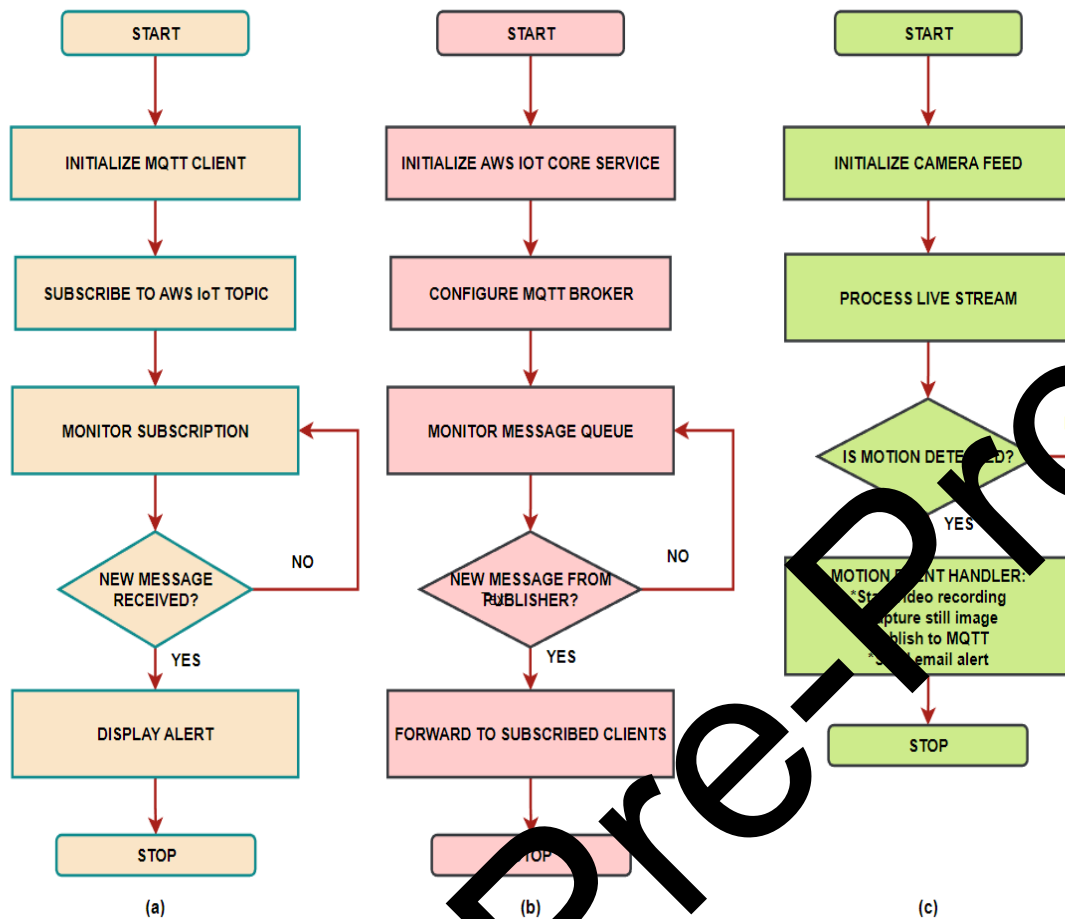 START
INITIALIZE MQTT CLIENT
SUBSCRIBE TO AWS IoT TOPIC
MONITOR SUBSCRIPTION
NEW MESSAGE
RECEIVED?
NO
YES
DISPLAY ALERT
STOP
(a)
START
INITIALIZE AWS IOT CORE SERVICE
CONFIGURE MQTT BROKER
MONITOR MESSAGE QUEUE
NEW MESSAGE FROM
Text
PUBLISHER?
NO
YES
FORWARD TO SUBSCRIBED CLIENTS
STOP
(b)
START
INITIALIZE CAMERA FEED
PROCESS LIVE STREAM
IS MOTION
YES
MOTION HANDLER:
video recording
still image
to MQTT
email alert
STOP
(c)
Pre-Pro